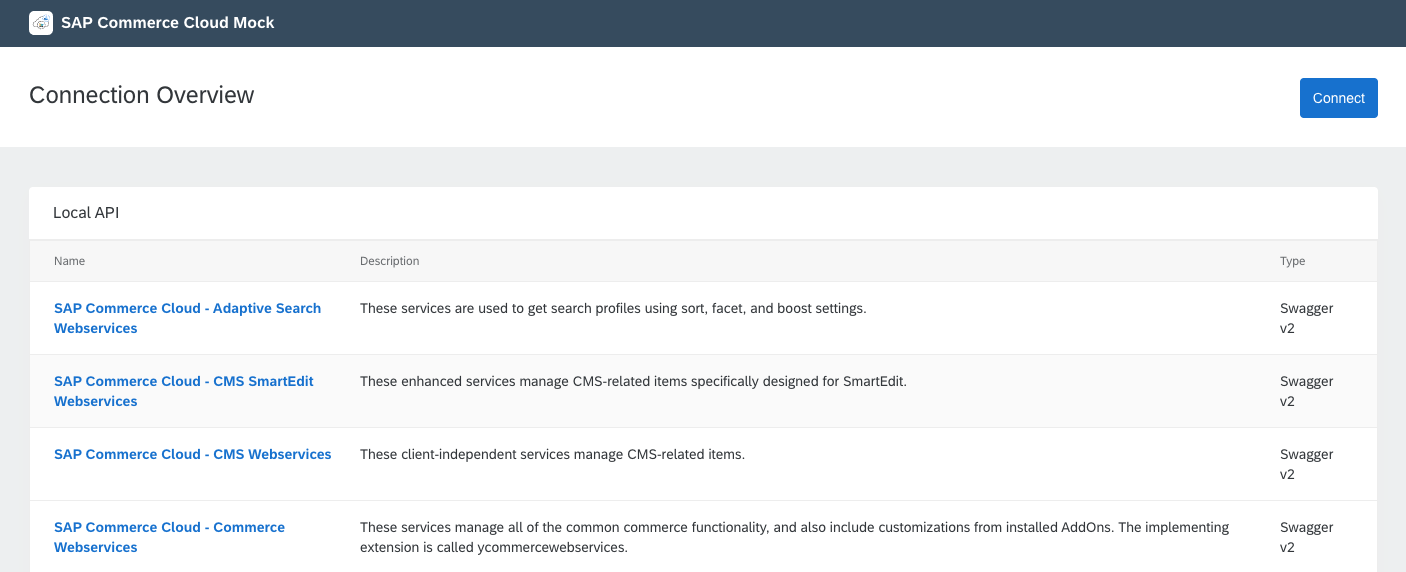 SAP Commerce Cloud Mock
Connection Overview
Connect
Local API
Name Description Type
SAP Commerce Cloud - Adaptive Search
Webservices
These services are used to get search profiles using sort, facet, and boost settings.
Swagger
v2
SAP Commerce Cloud - CMS SmartEdit
Webservices
These enhanced services manage CMS-related items specifically designed for SmartEdit.
Swagger
v2
SAP Commerce Cloud - CMS Webservices
These client-independent services manage CMS-related items.
Swagger
v2
SAP Commerce Cloud - Commerce
Webservices
These services manage all of the common commerce functionality, and also include customizations from installed AddOns. The implementing
extension is called ycommercewebservices.
Swagger
v2